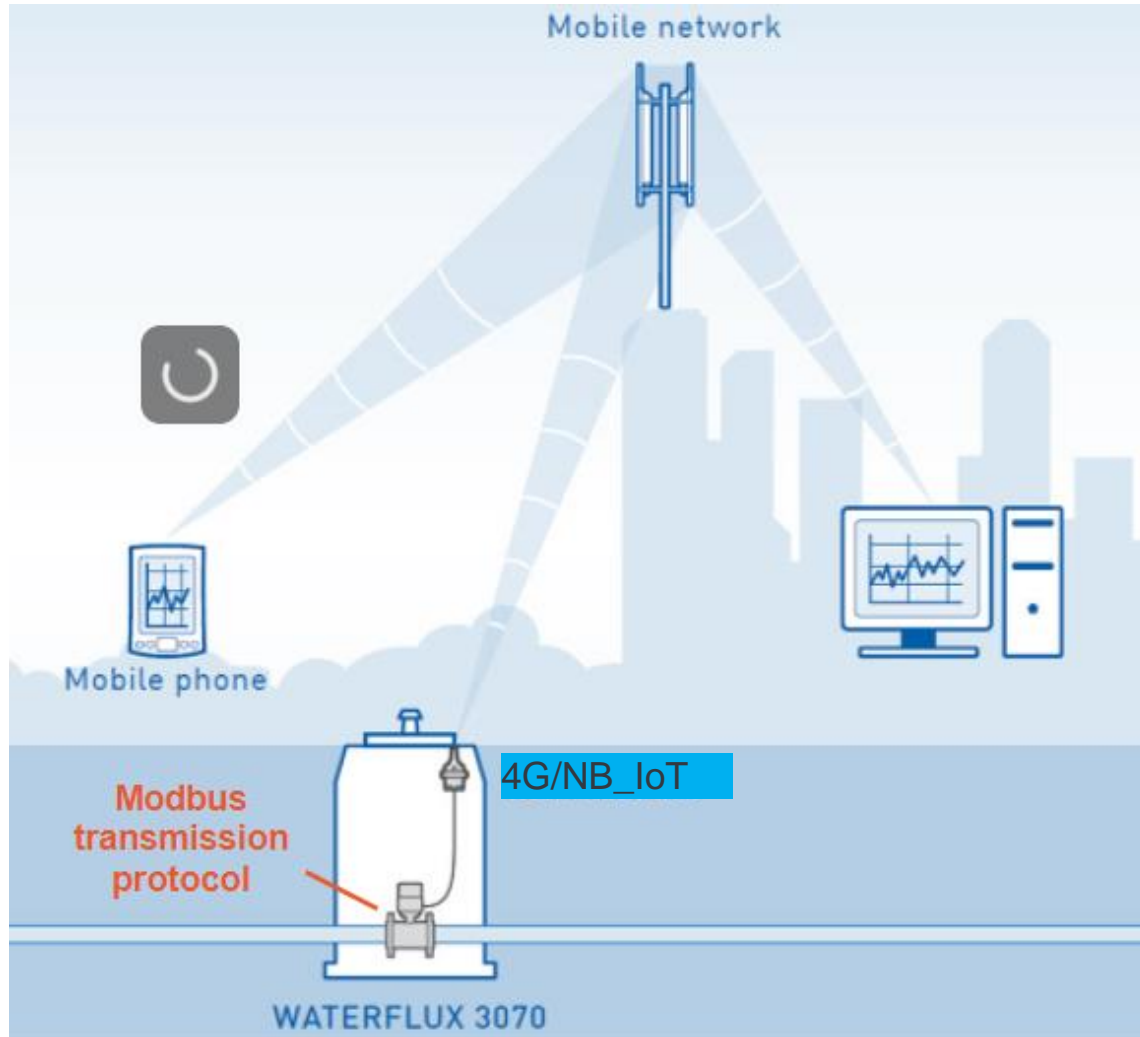 Mobile network
Mobile phone
4G/NB_IoT
Modbus
transmission
protocol
WATERFLUX 3070